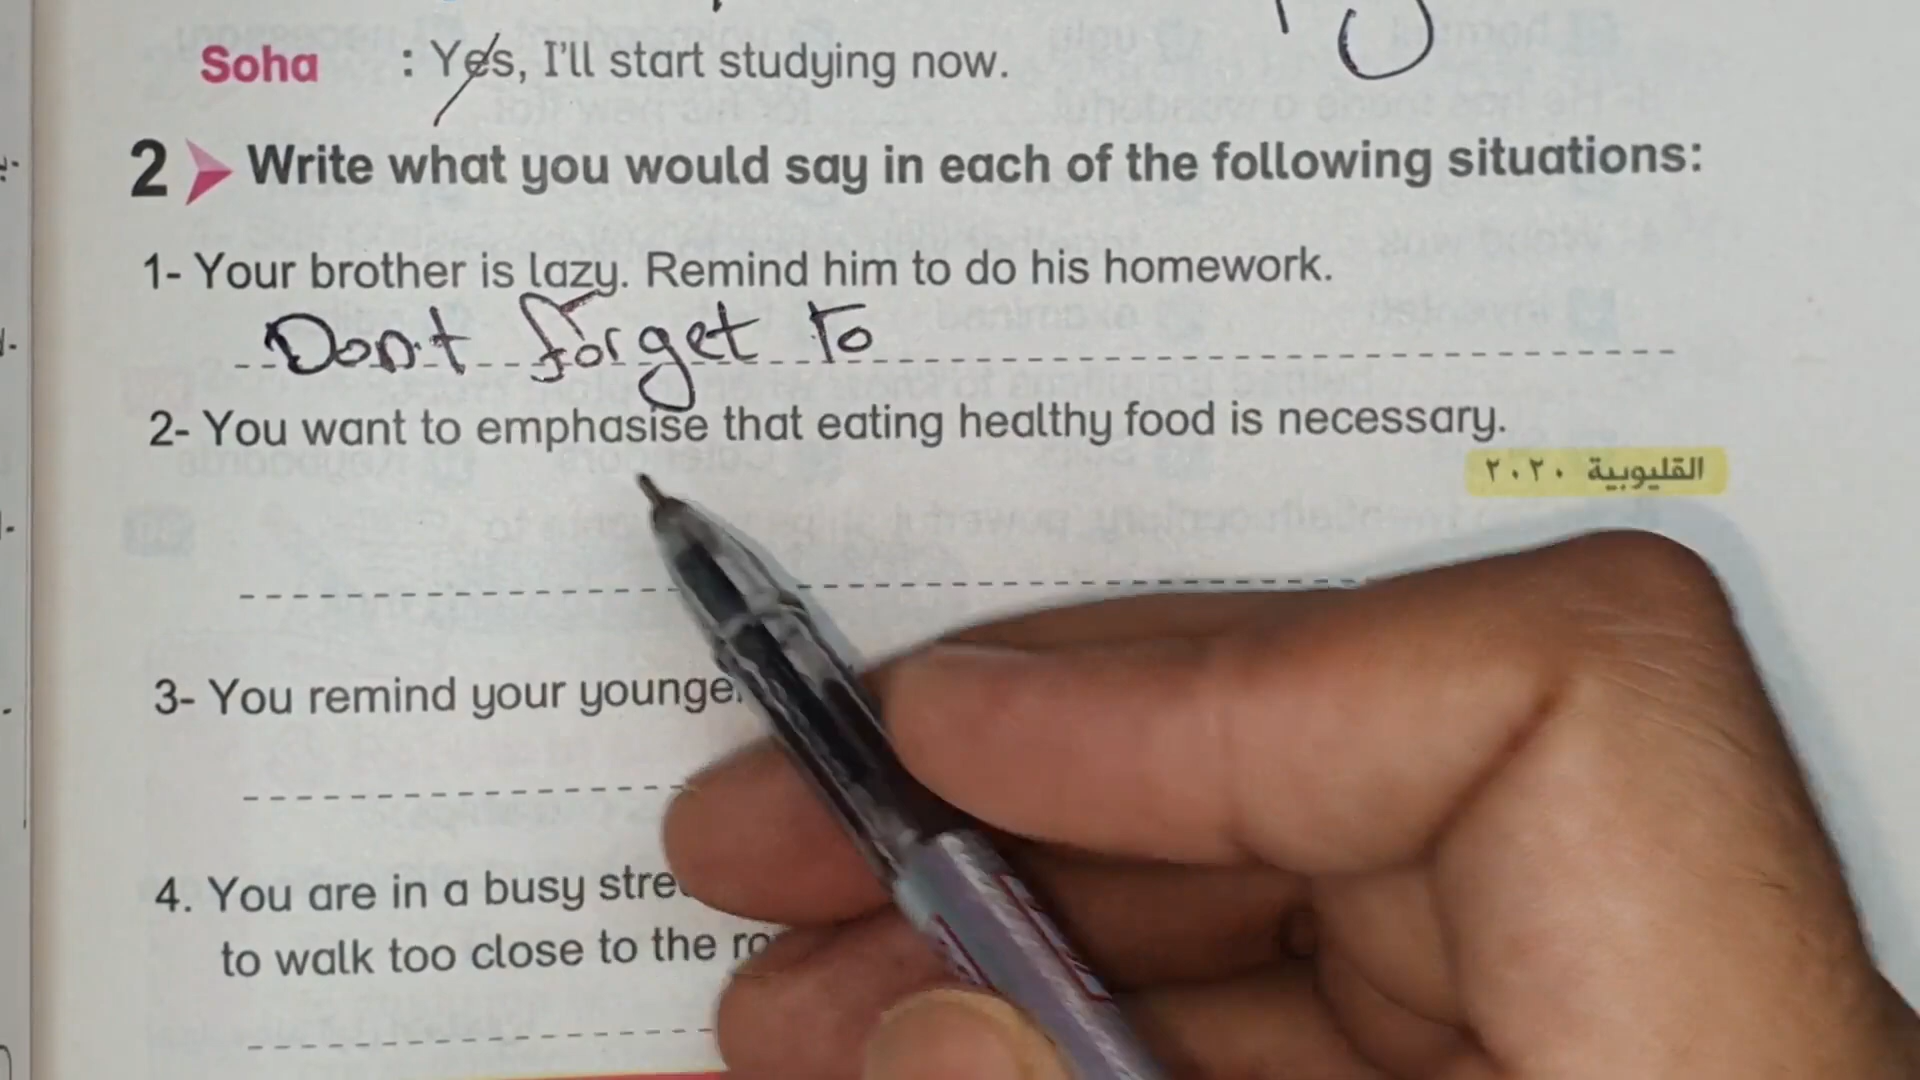 Soha : Yes, I'll start studying now.
2 Write what you would say in each of the following situations:
1- Your brother is lazy. Remind him to do his homework.
Don't forget to
2- You want to emphasise that eating healthy food is necessary.
القليوبية ٢٠٢٠
3- You remind your younge
4. You are in a busy stre
to walk too close to the